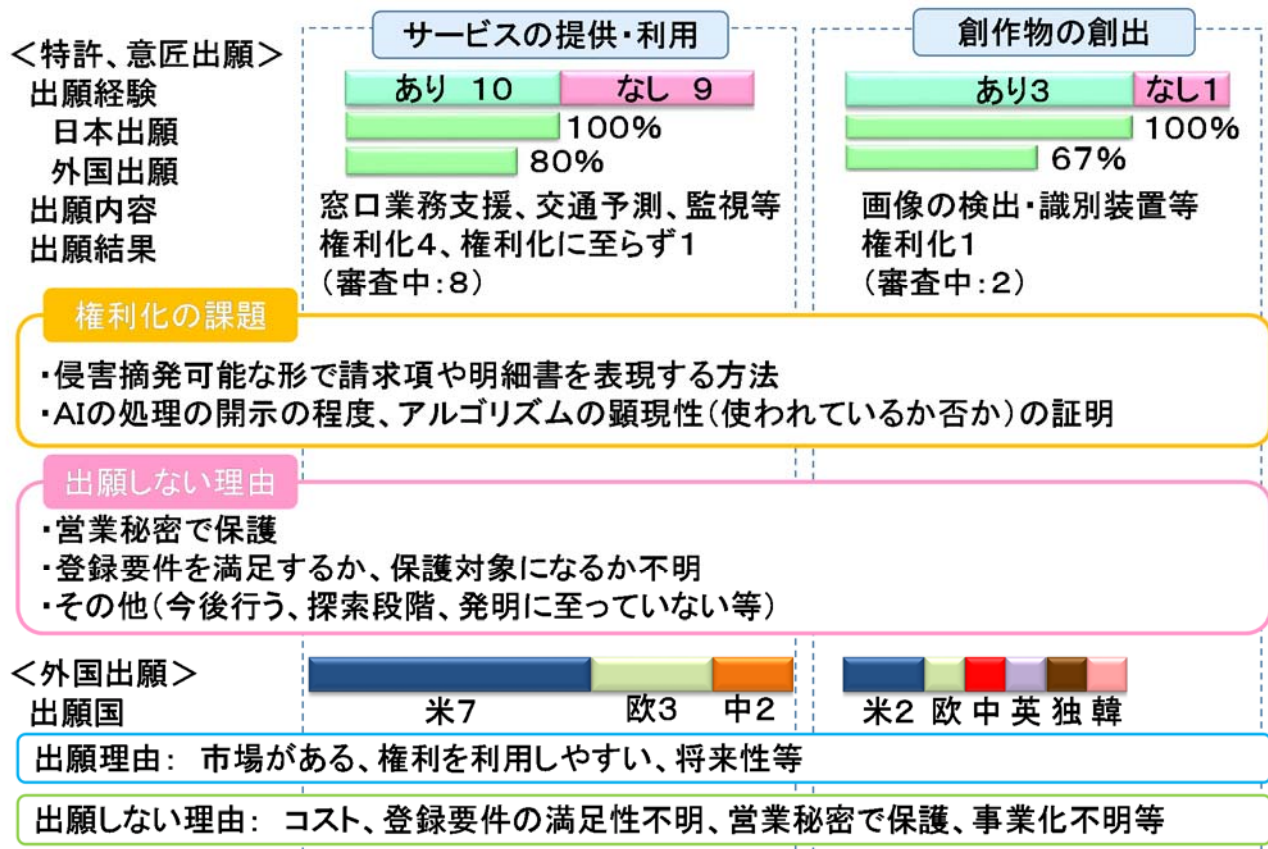 サービスの提供・利用
創作物の創出
＜特許、意匠出願＞
出願経験
あり 10
なし 9
あり3
なし1
日本出願
100%
100%
外国出願
80%
67%
出願内容
窓口業務支援、交通予測、監視等
画像の検出・識別装置等
出願結果
権利化4、権利化に至らず1
権利化1
（審査中：8）
（審査中：2）
権利化の課題
・侵害摘発可能な形で請求項や明細書を表現する方法
・AIの処理の開示の程度、アルゴリズムの顕現性（使われているか否か）の証明
出願しない理由
・営業秘密で保護
・登録要件を満足するか、保護対象になるか不明
・その他（今後行う、探索段階、発明に至っていない等）
＜外国出願＞
出願国
米7
欧3
中2
米2 欧 中 英 独 韓
出願理由： 市場がある、権利を利用しやすい、将来性等
出願しない理由： コスト、登録要件の満足性不明、営業秘密で保護、事業化不明等